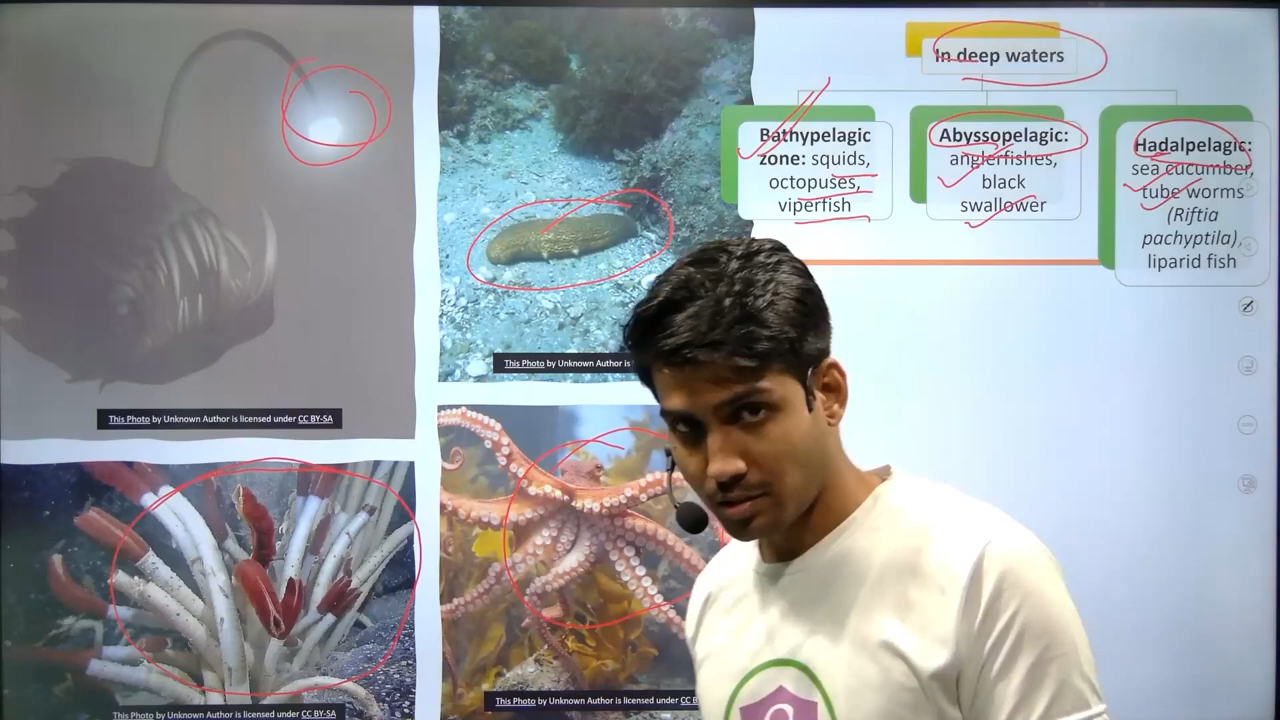 In deep waters
Bathypelagic
zone: squids,
octopuses,
viperfish
Abyssopelagic:
anglerfishes,
black
swallower
Hadalpelagic:
sea cucumber,
tube worms
(Riftia
pachyptila),
liparid fish
This Photo by Unknown Author is
This Photo by Unknown Author is licensed under CC BY-SA
This Photo by Unknown Author is licensed under CC
This Photo by Unknown Author is licensed under CC BY-SA